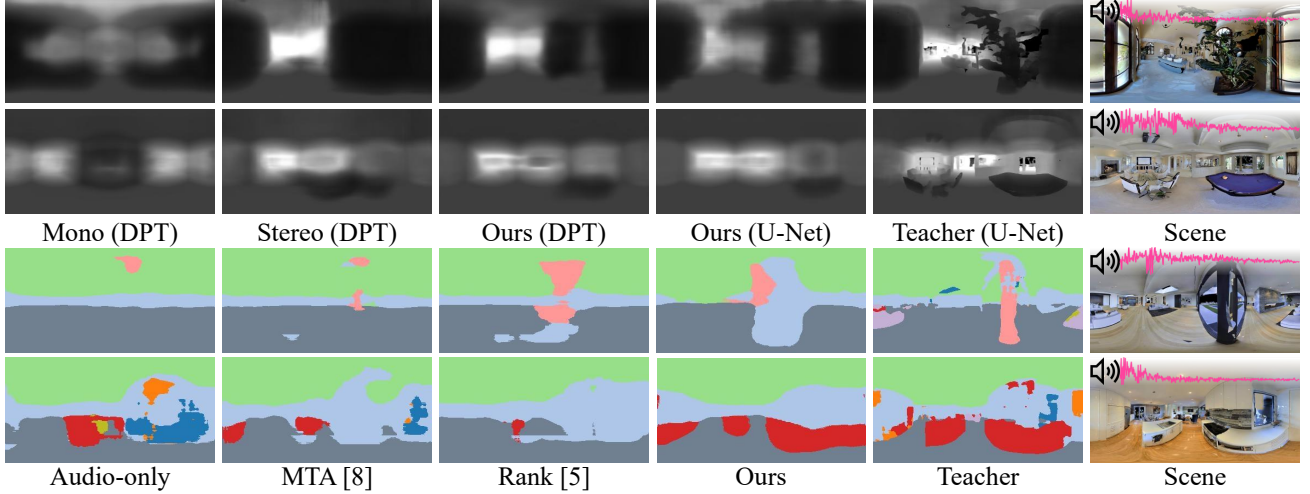 Mono (DPT) Stereo (DPT) Ours (DPT) Ours (U-Net) Teacher (U-Net) Scene
Audio-only MTA [8] Rank [5] Ours Teacher Scene